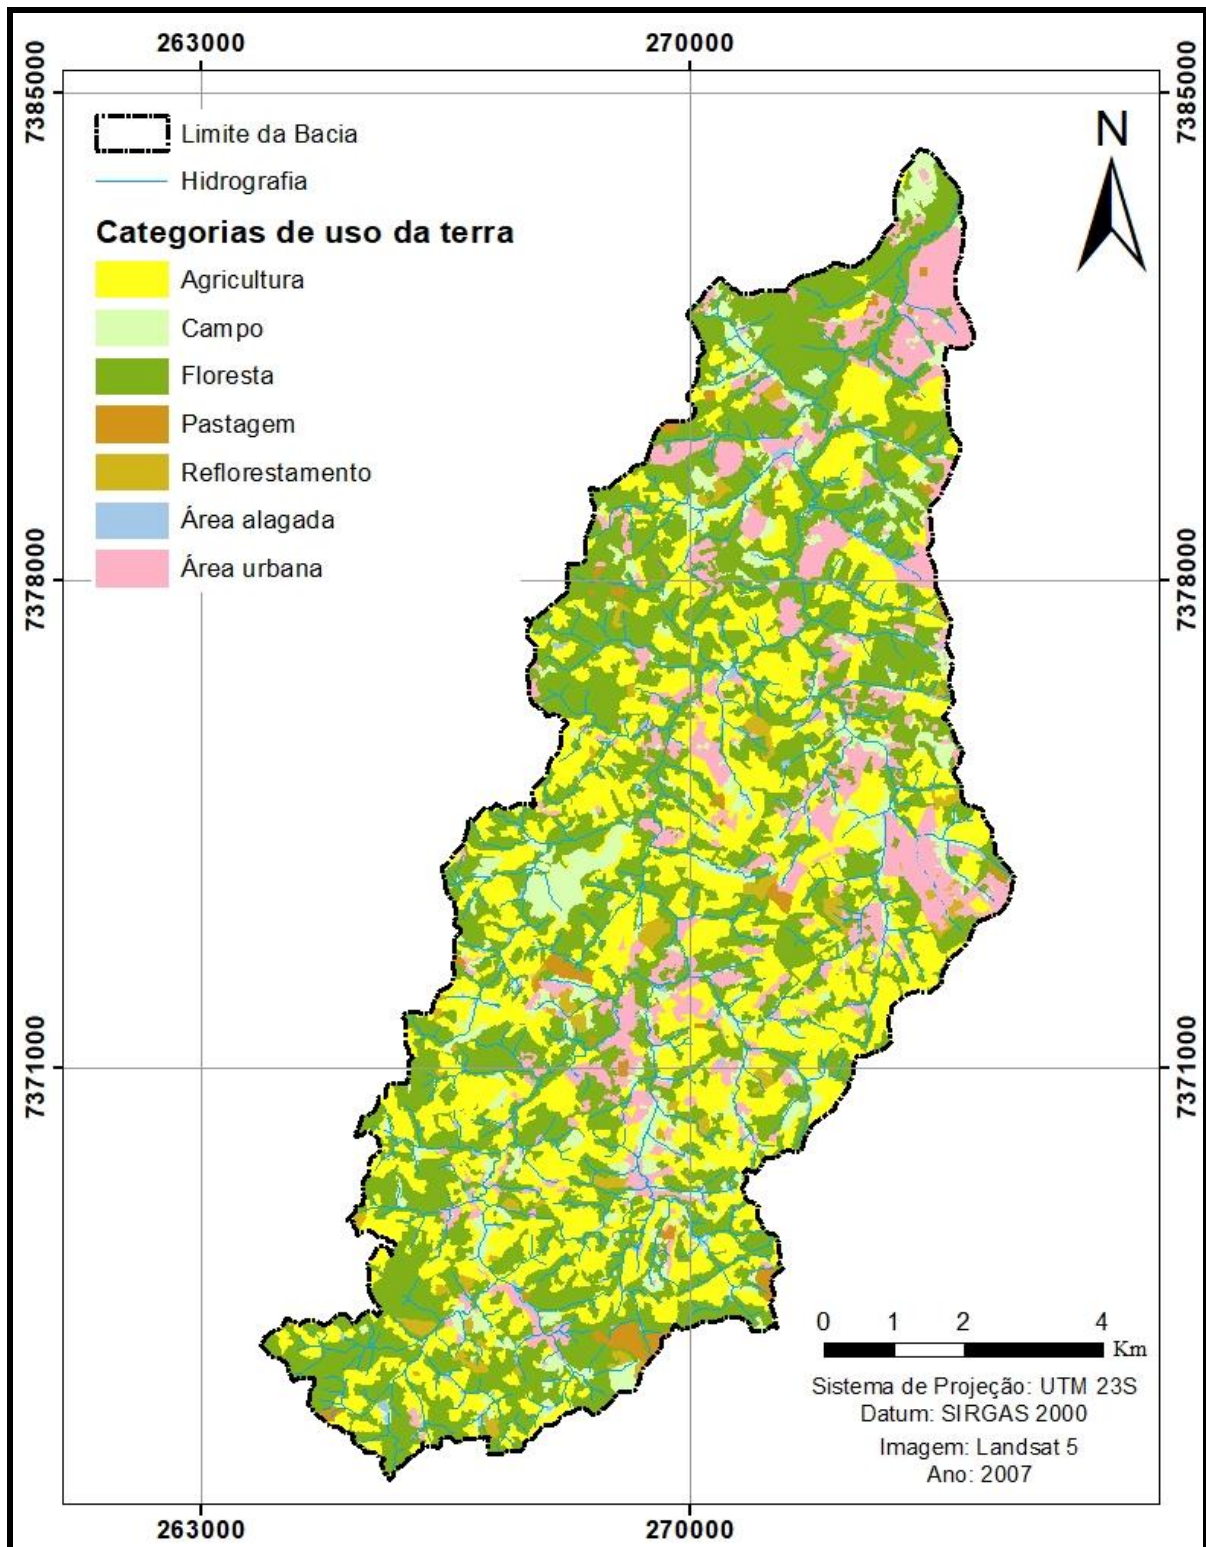 263000 270000
7385000 7385000
Limite da Bacia
N
Hidrografia
Categorias de uso da terra
Agricultura
Campo
Floresta
Pastagem
Reflorestamento
Área alagada
Área urbana
7378000 7378000
7371000 7371000
0 1 2 4
Km
Sistema de Projeção: UTM 23S
Datum: SIRGAS 2000
Imagem: Landsat 5
Ano: 2007
263000 270000